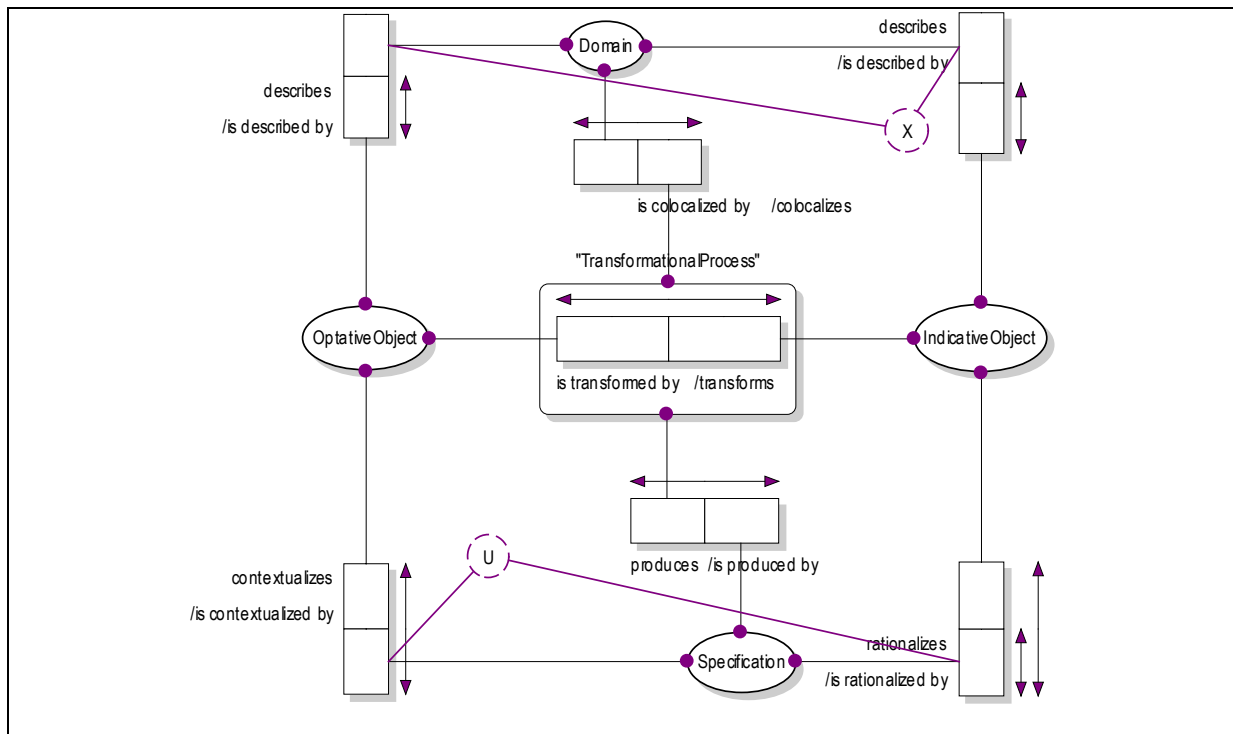 describes
Domain
describes
/is described by
/is described by
X
is colocalized by /colocalizes
"TransformationalProcess"
OptativeObject
IndicativeObject
is transformed by /transforms
U
contextualizes
/is contextualized by
produces /is produced by
rationalizes
Specification
/is rationalized by